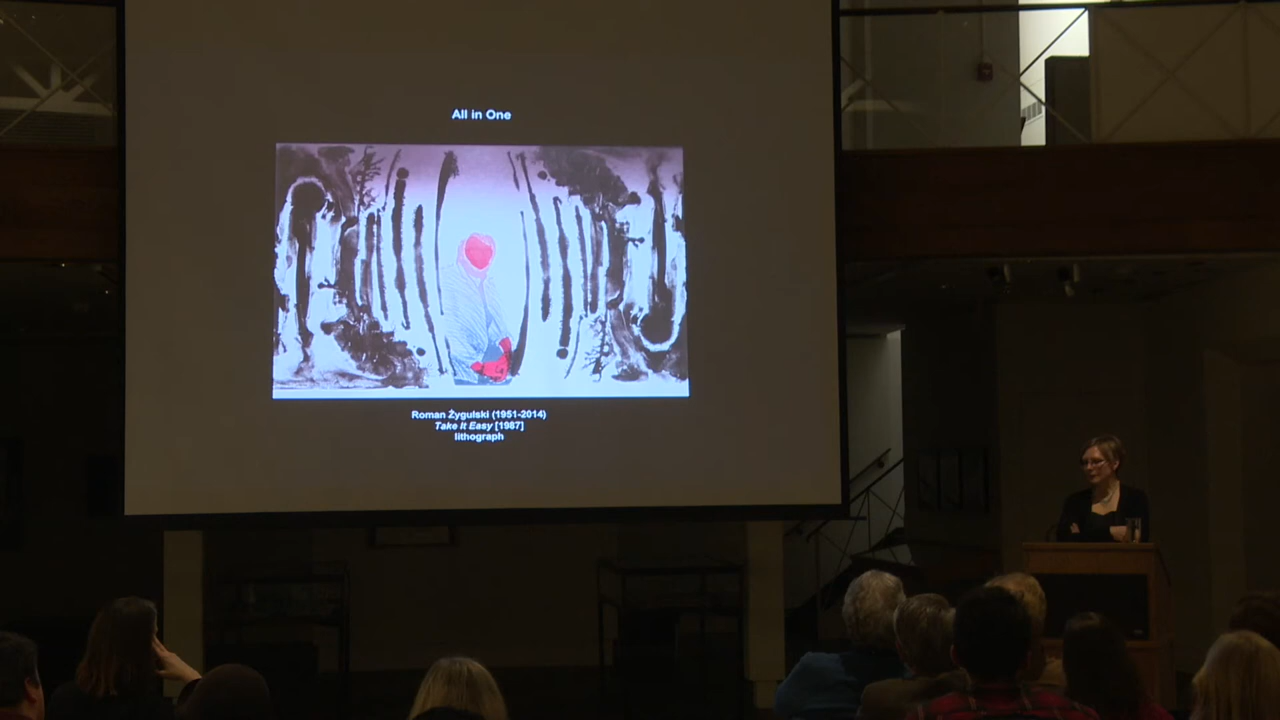 All in One
Roman Żygulski (1951-2014)
Take It Easy [1987]
lithograph